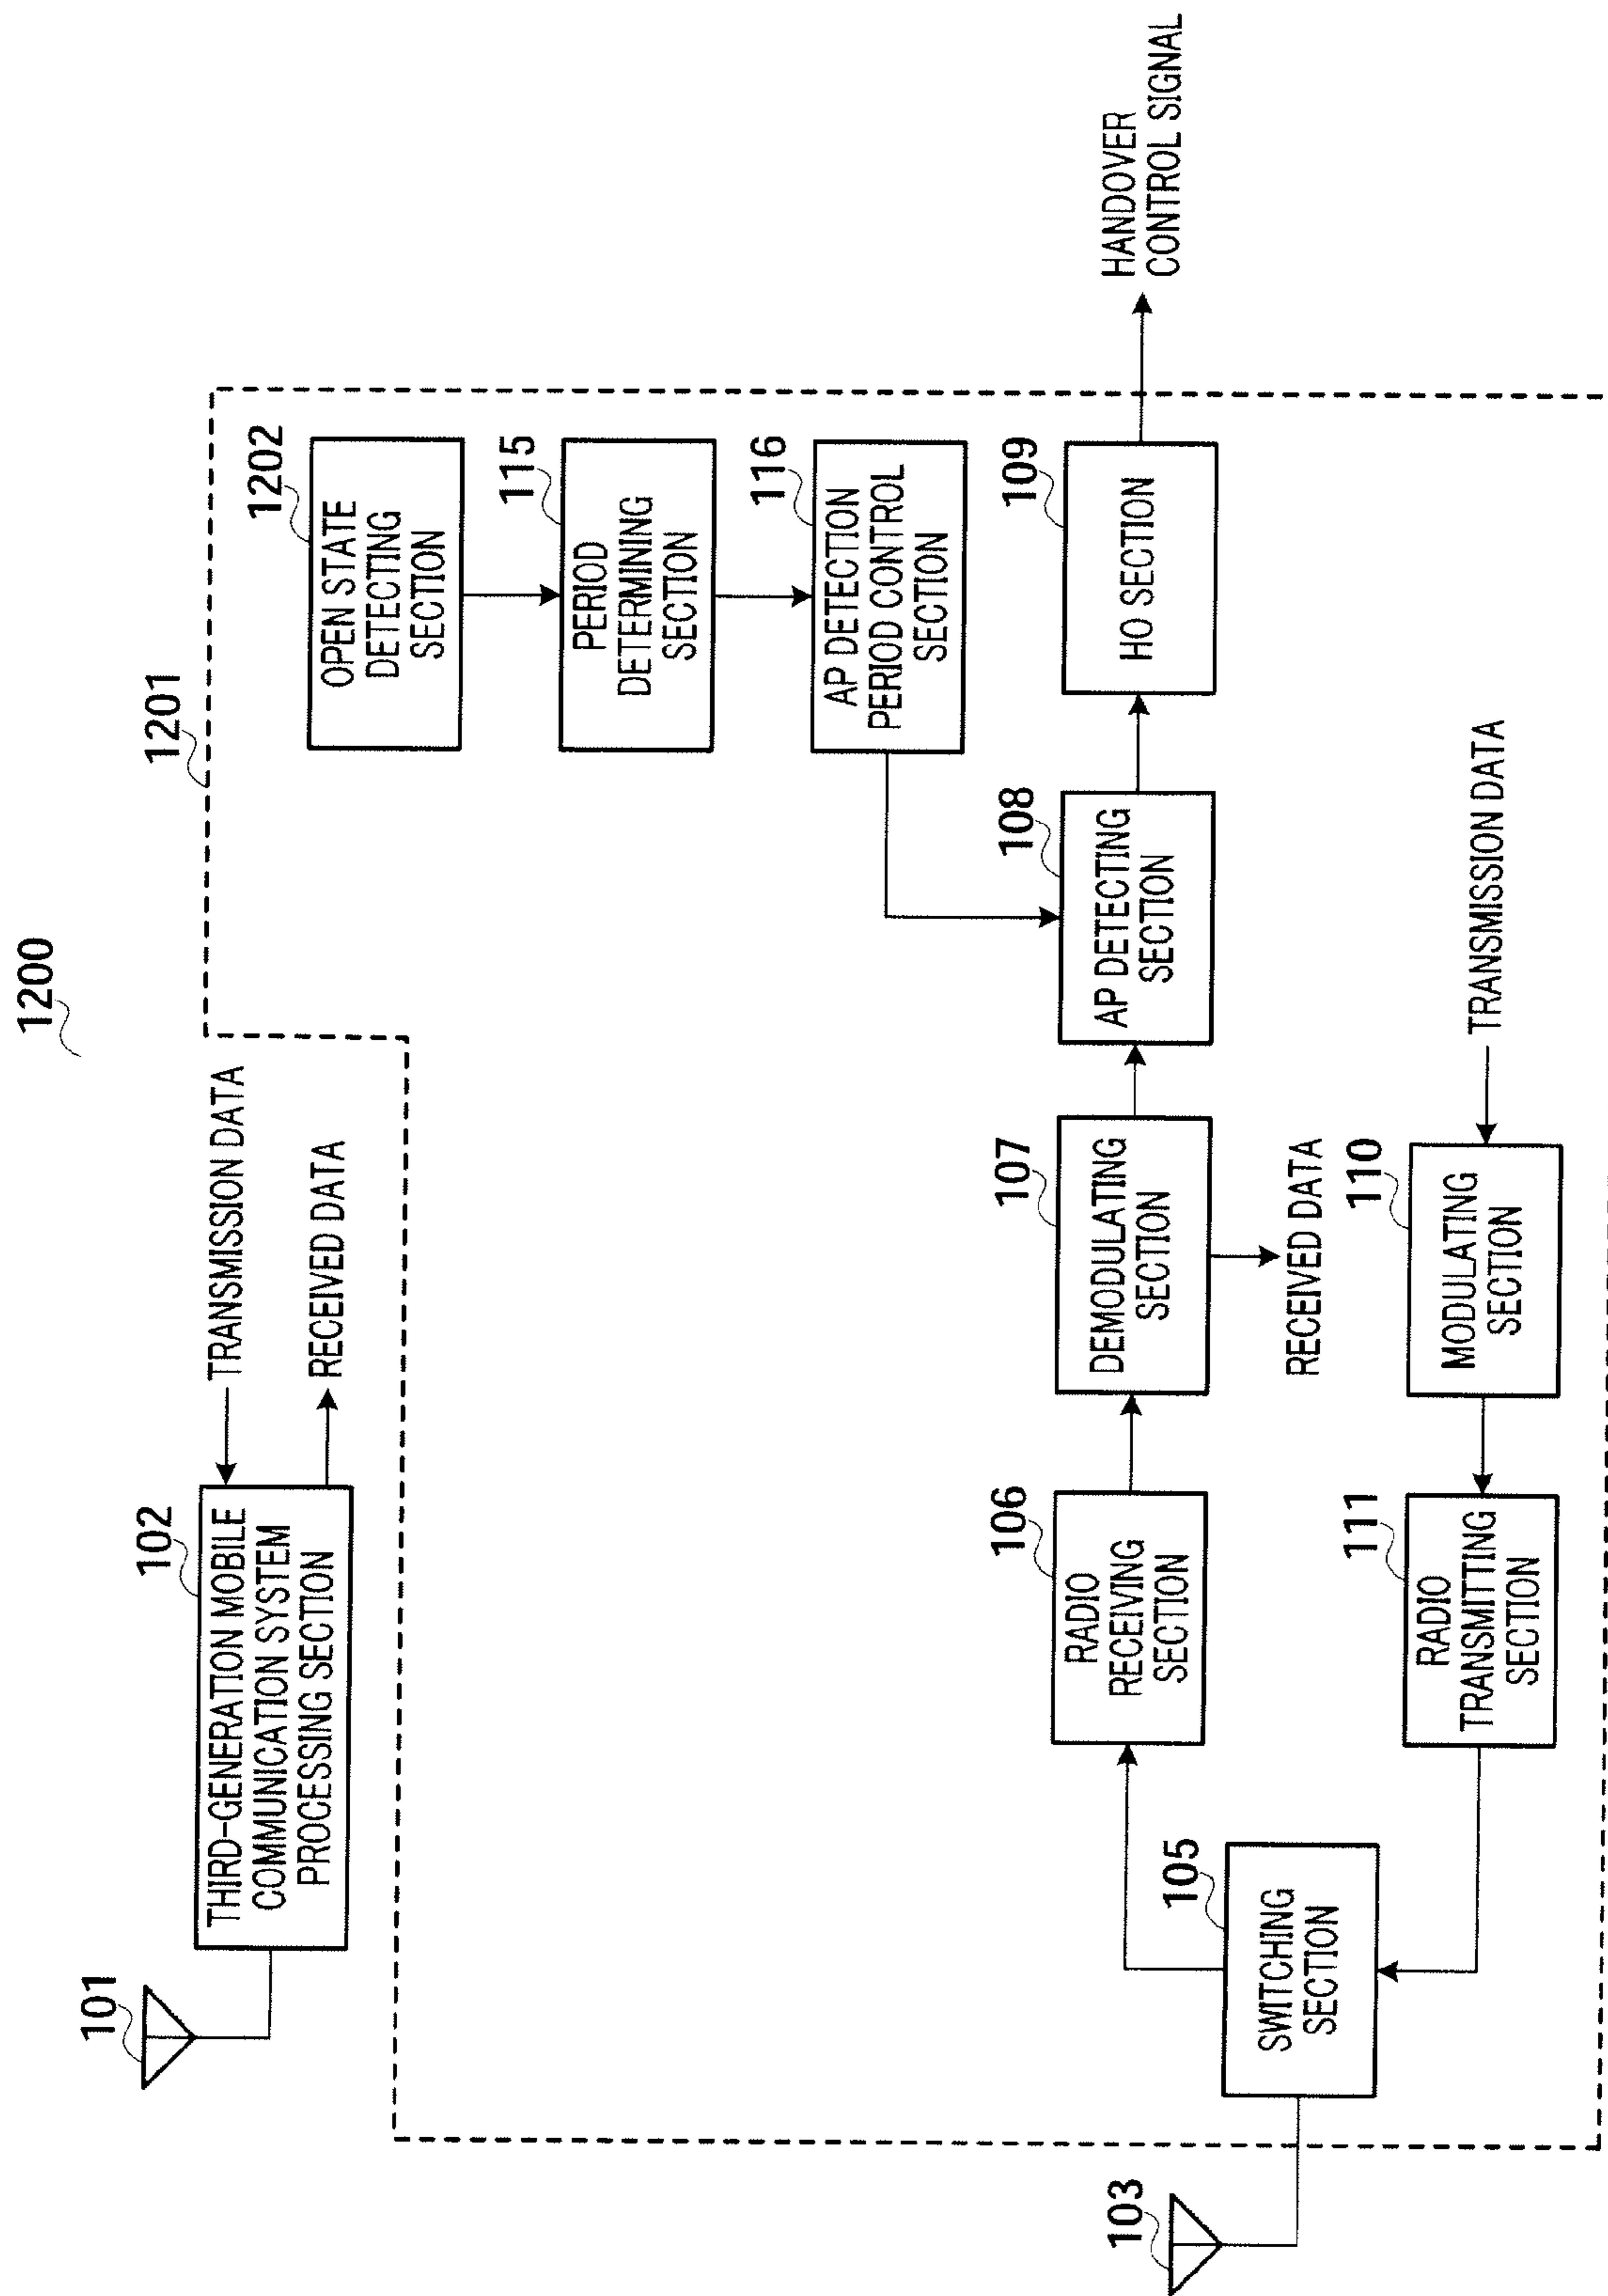 1200
101
102
THIRD-GENERATION MOBILE
COMMUNICATION SYSTEM
PROCESSING SECTION
TRANSMISSION DATA
RECEIVED DATA
1201
1202
OPEN STATE
DETECTING
SECTION
115
PERIOD
DETERMINING
SECTION
116
AP DETECTION
PERIOD CONTROL
SECTION
103
105
SWITCHING
SECTION
106
RADIO
RECEIVING
SECTION
107
DEMODULATING
SECTION
RECEIVED DATA
108
AP DETECTING
SECTION
109
HO SECTION
HANDOVER
CONTROL SIGNAL
111
RADIO
TRANSMITTING
SECTION
110
MODULATING
SECTION
TRANSMISSION DATA